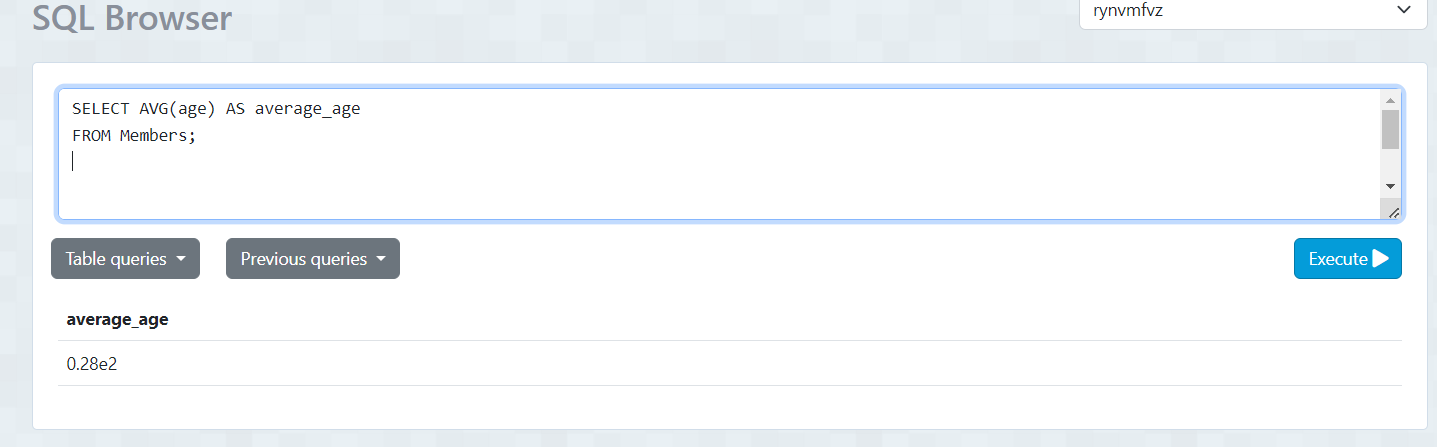 SQL Browser
rynvmfvz
SELECT AVG(age) AS average_age
FROM Members;
Table queries
Previous queries
Execute
average_age
0.28e2